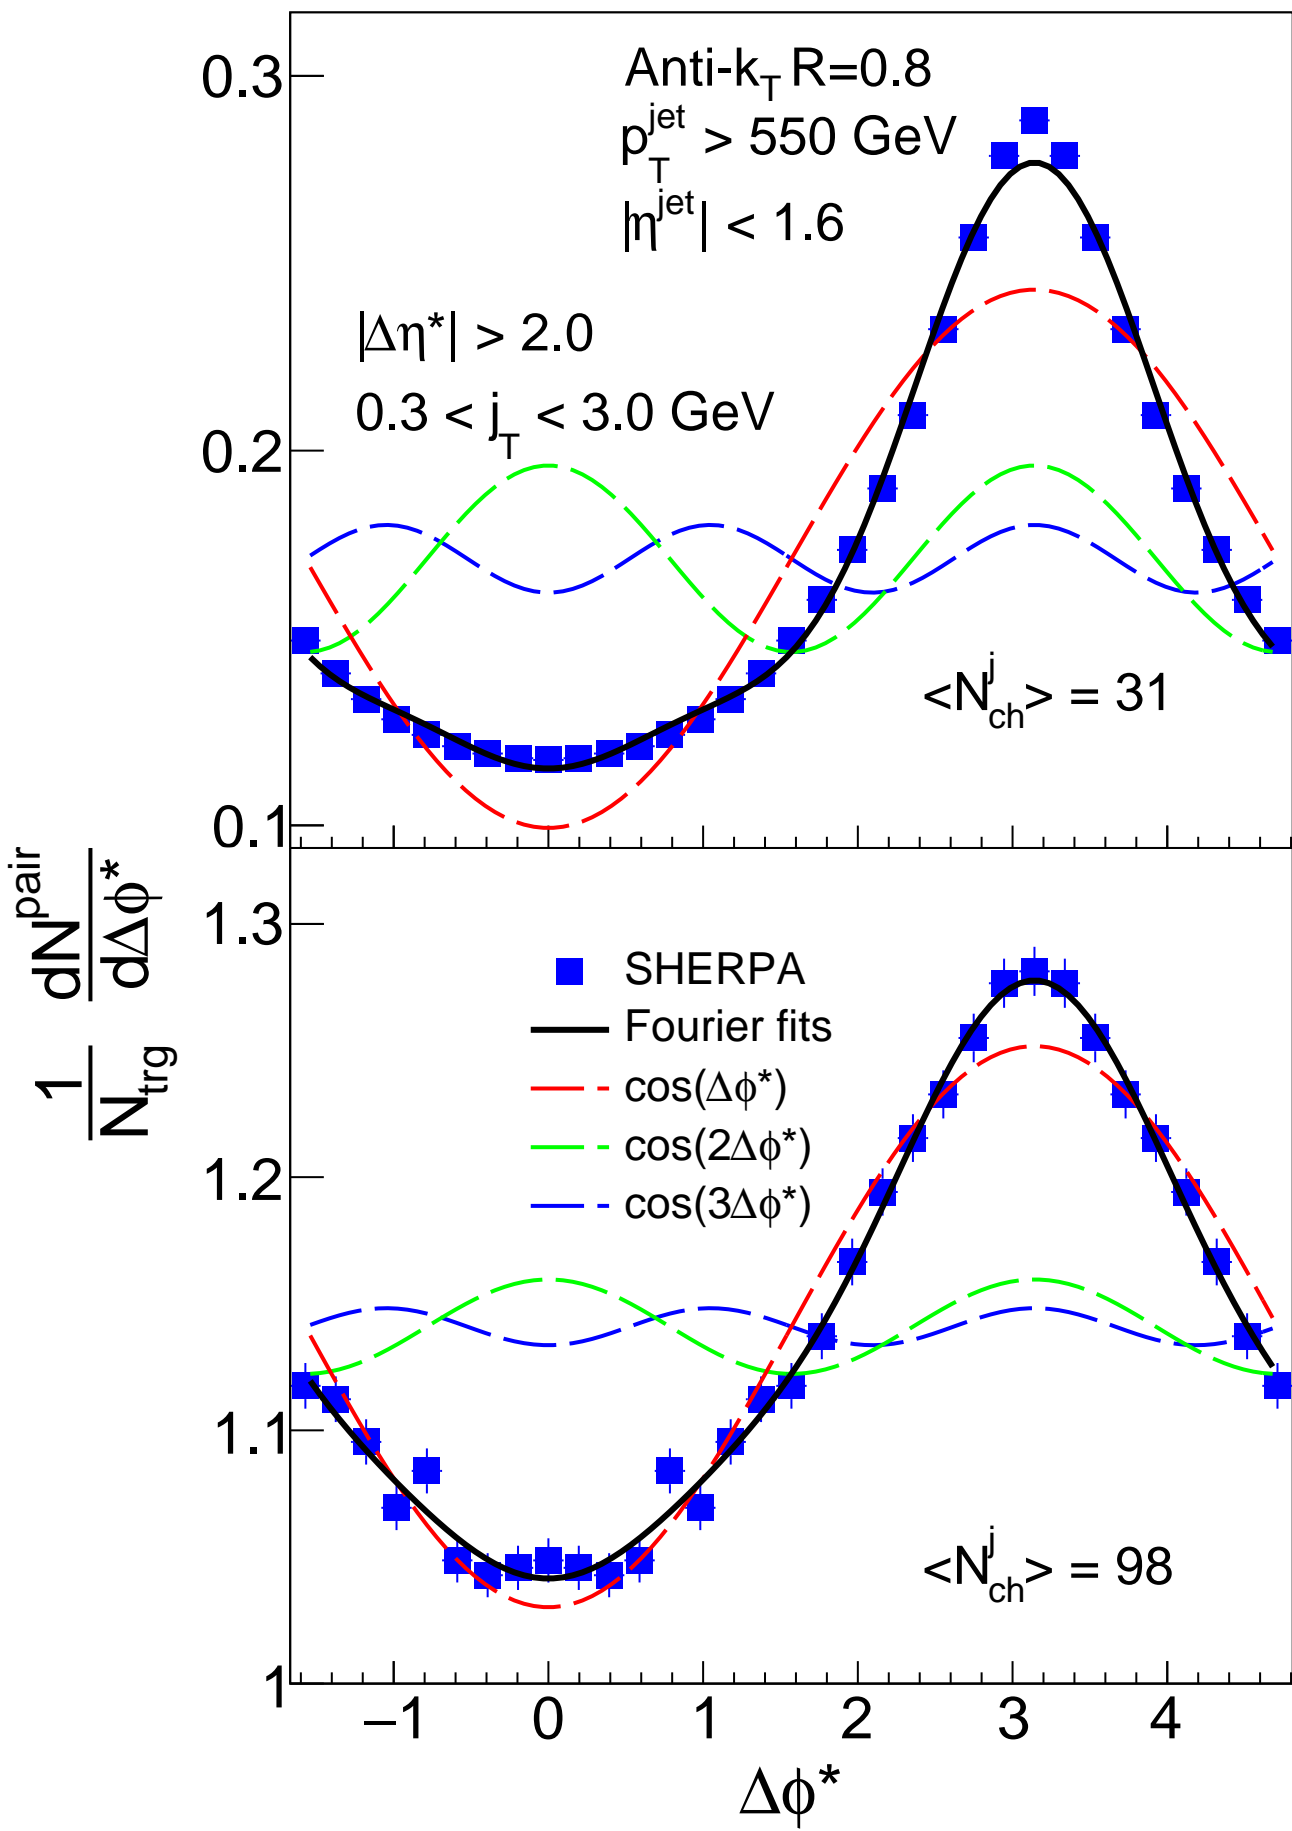 0.3
Anti-k_T R=0.8
p_T^jet > 550 GeV
|η^jet| < 1.6
|Δη*| > 2.0
0.3 < j_T < 3.0 GeV
0.2
<N_ch^j> = 31
0.1
1/N_trg dN^pair/dΔϕ*
1.3
SHERPA
Fourier fits
cos(Δϕ*)
cos(2Δϕ*)
1.2
cos(3Δϕ*)
1.1
<N_ch^j> = 98
1
−1 0 1 2 3 4
Δϕ*